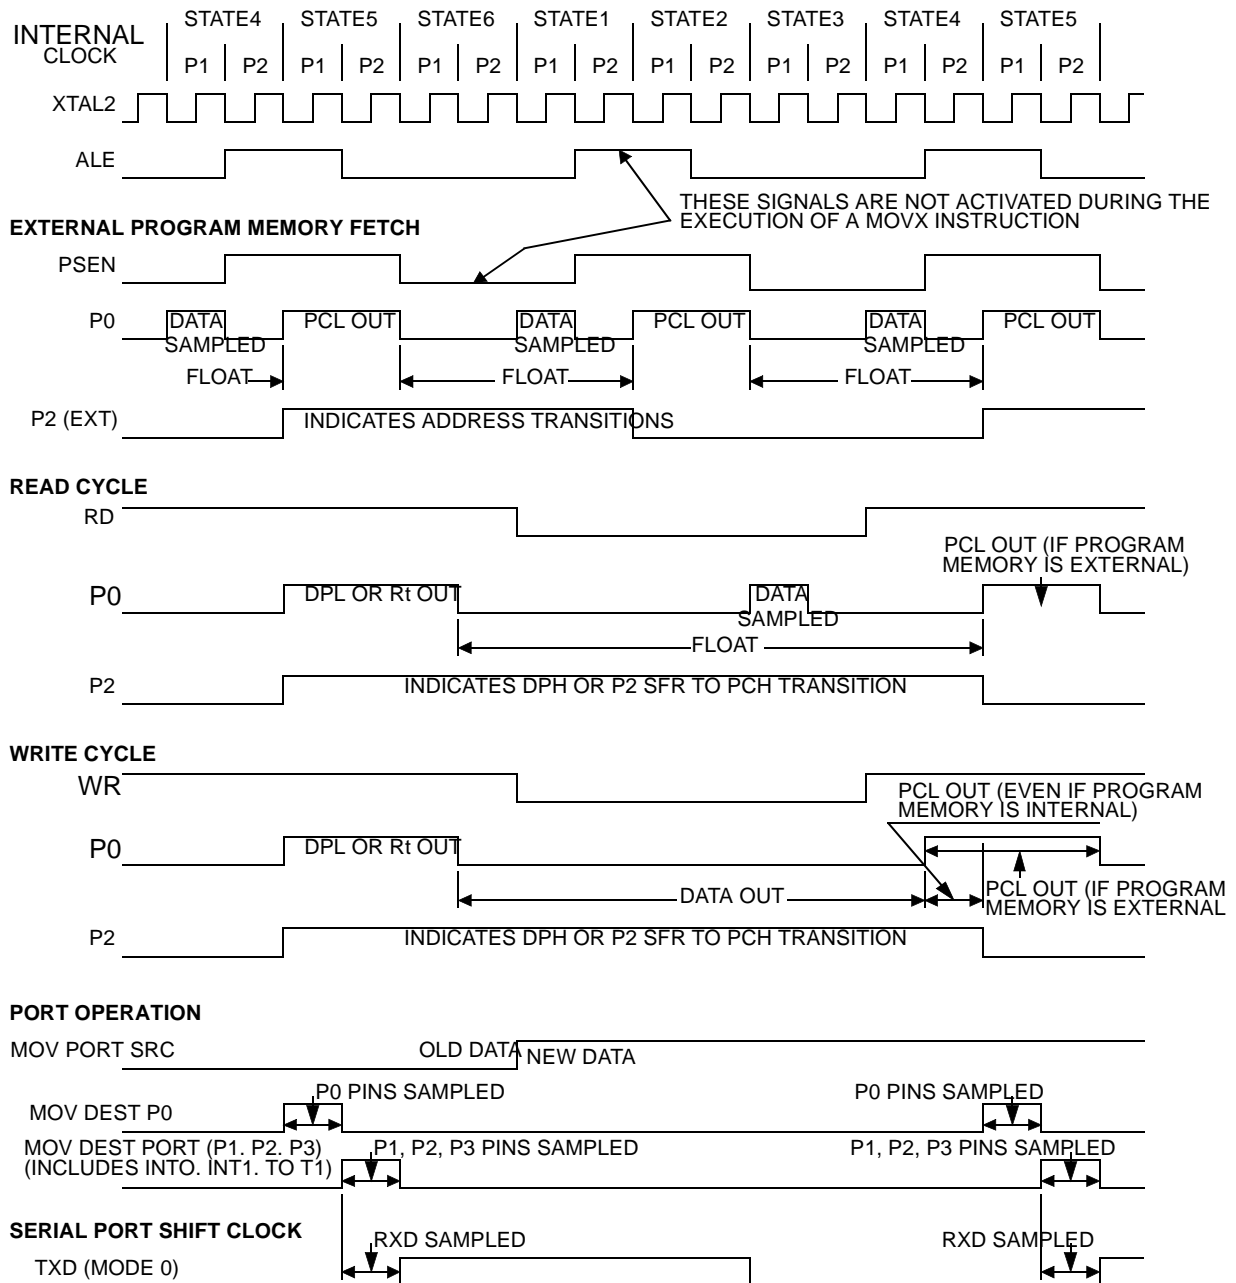 INTERNAL CLOCK
STATE4 STATE5 STATE6 STATE1 STATE2 STATE3 STATE4 STATE5
P1 P2 P1 P2 P1 P2 P1 P2 P1 P2 P1 P2 P1 P2 P1 P2
XTAL2
ALE
THESE SIGNALS ARE NOT ACTIVATED DURING THE
EXECUTION OF A MOVX INSTRUCTION
EXTERNAL PROGRAM MEMORY FETCH
PSEN
P0 DATA PCL OUT DATA PCL OUT DATA PCL OUT
SAMPLED SAMPLED SAMPLED
FLOAT FLOAT FLOAT
P2 (EXT) INDICATES ADDRESS TRANSITIONS
READ CYCLE
RD
PCL OUT (IF PROGRAM
MEMORY IS EXTERNAL)
P0 DPL OR Rt OUT DATA
SAMPLED
FLOAT
P2 INDICATES DPH OR P2 SFR TO PCH TRANSITION
WRITE CYCLE
WR
PCL OUT (EVEN IF PROGRAM
MEMORY IS INTERNAL)
P0 DPL OR Rt OUT
DATA OUT
PCL OUT (IF PROGRAM
MEMORY IS EXTERNAL
P2 INDICATES DPH OR P2 SFR TO PCH TRANSITION
PORT OPERATION
MOV PORT SRC OLD DATA NEW DATA
P0 PINS SAMPLED P0 PINS SAMPLED
MOV DEST P0
MOV DEST PORT (P1. P2. P3) P1, P2, P3 PINS SAMPLED P1, P2, P3 PINS SAMPLED
(INCLUDES INTO. INT1. TO T1)
SERIAL PORT SHIFT CLOCK
RXD SAMPLED RXD SAMPLED
TXD (MODE 0)